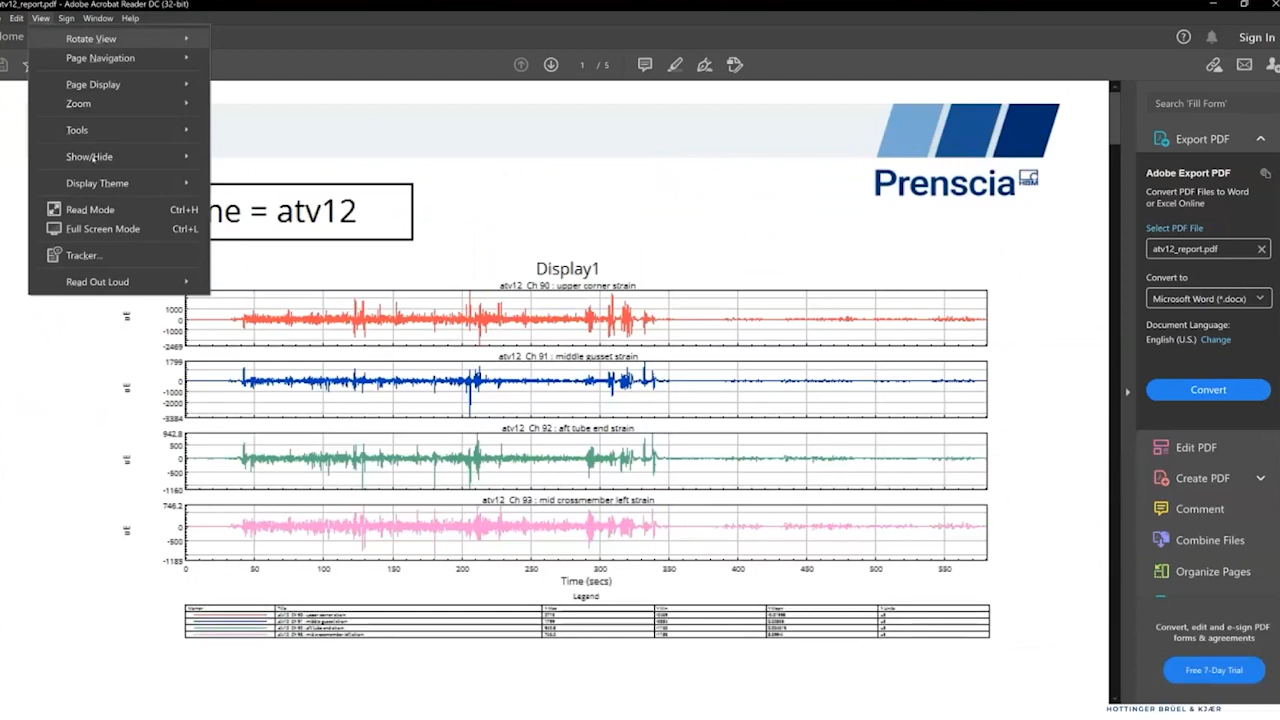 atv12_report.pdf - Adobe Acrobat Reader DC (32-bit)
Edit View Sign Window Help
Home
Sign In
1 / 5
Rotate View
Page Navigation
Page Display
Zoom
Tools
Show/Hide
Display Theme
Read Mode Ctrl+H
Full Screen Mode Ctrl+L
Tracker...
Read Out Loud
Prenscia HBM
me = atv12
Display1
atv12 Ch 90 : upper corner strain
uE
1000
0
-1000
-2469
atv12 Ch 91 : middle gusset strain
uE
1799
0
-1000
-2000
-3384
atv12 Ch 92 : aft tube end strain
uE
942.8
500
0
-500
-1160
atv12 Ch 93 : mid crossmember left strain
uE
746.2
0
-500
-1183
0 50 100 150 200 250 300 350 400 450 500 550
Time (secs)
Legend
Search 'Fill Form'
Export PDF
Adobe Export PDF
Convert PDF Files to Word
or Excel Online
Select PDF File
atv12_report.pdf
Convert to
Microsoft Word (*.docx)
Document Language:
English (U.S.) Change
Convert
Edit PDF
Create PDF
Comment
Combine Files
Organize Pages
Convert, edit and e-sign PDF
forms & agreements
Free 7-Day Trial
HOTTINGER BRÜEL & KJÆR